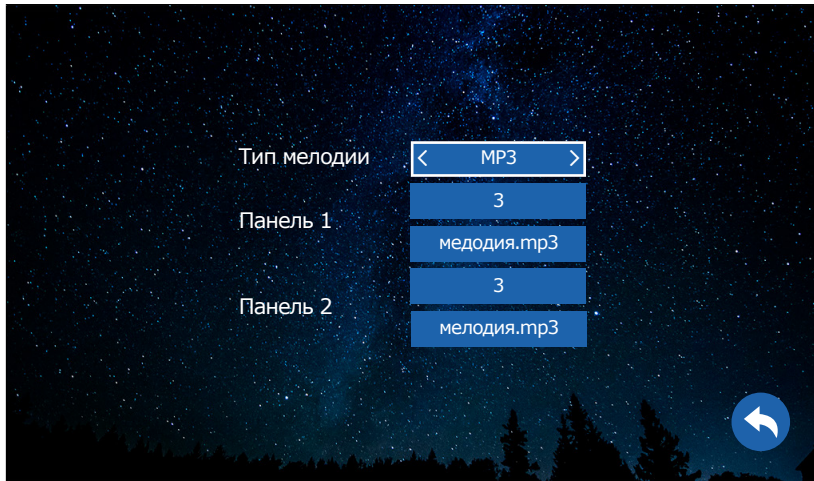 Тип мелодии
< MP3 >
Панель 1
3
медодия.mp3
Панель 2
3
мелодия.mp3